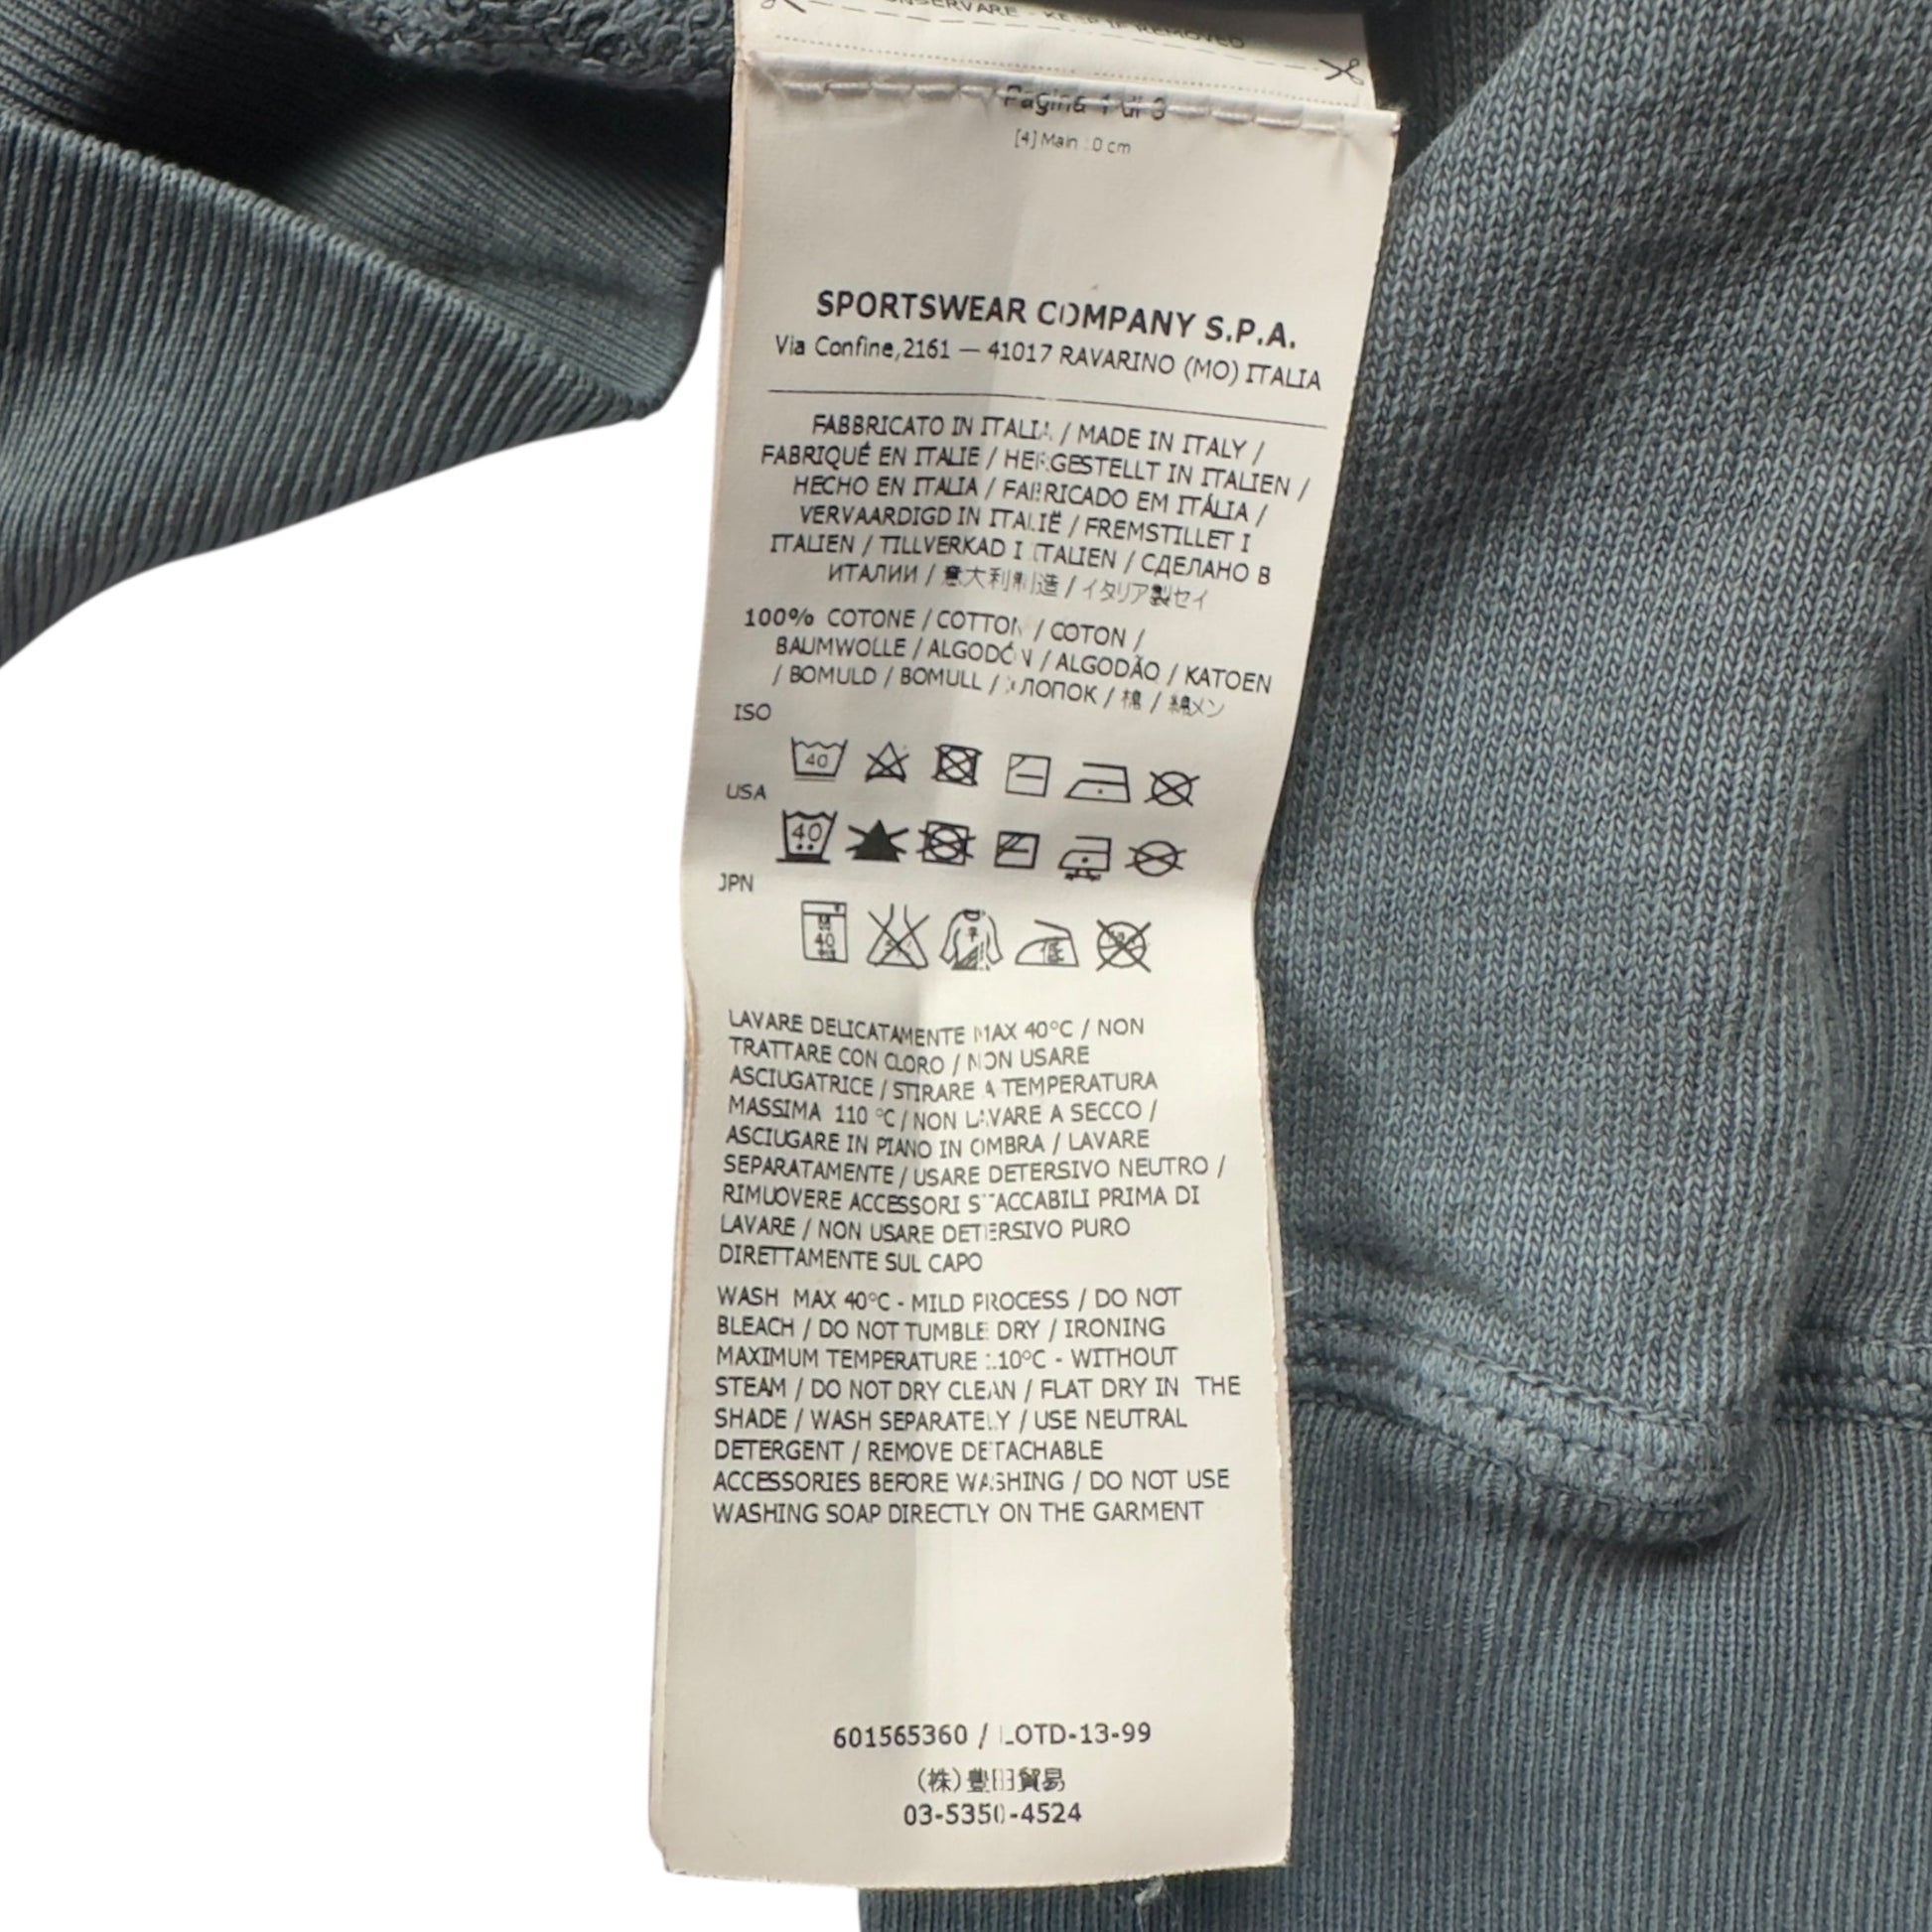 CONSERVARE - KEEP IF REMOVED
Pagina 1 di 3
[4] Main : 0 cm
SPORTSWEAR COMPANY S.P.A.
Via Confine,2161 — 41017 RAVARINO (MO) ITALIA
FABBRICATO IN ITALIA / MADE IN ITALY /
FABRIQUÉ EN ITALIE / HERGESTELLT IN ITALIEN /
HECHO EN ITALIA / FABRICADO EM ITÁLIA /
VERVAARDIGD IN ITALIË / FREMSTILLET I
ITALIEN / TILLVERKAD I ITALIEN / СДЕЛАНО В
ИТАЛИИ / 意大利制造 / イタリア製セイ
100% COTONE / COTTON / COTON /
BAUMWOLLE / ALGODÓN / ALGODÃO / KATOEN
/ BOMULD / BOMULL / ХЛОПОК / 棉 / 綿メン
ISO
40
USA
40
JPN
40
低
LAVARE DELICATAMENTE MAX 40°C / NON
TRATTARE CON CLORO / NON USARE
ASCIUGATRICE / STIRARE A TEMPERATURA
MASSIMA 110 °C / NON LAVARE A SECCO /
ASCIUGARE IN PIANO IN OMBRA / LAVARE
SEPARATAMENTE / USARE DETERSIVO NEUTRO /
RIMUOVERE ACCESSORI STACCABILI PRIMA DI
LAVARE / NON USARE DETERSIVO PURO
DIRETTAMENTE SUL CAPO
WASH MAX 40°C - MILD PROCESS / DO NOT
BLEACH / DO NOT TUMBLE DRY / IRONING
MAXIMUM TEMPERATURE 110°C - WITHOUT
STEAM / DO NOT DRY CLEAN / FLAT DRY IN THE
SHADE / WASH SEPARATELY / USE NEUTRAL
DETERGENT / REMOVE DETACHABLE
ACCESSORIES BEFORE WASHING / DO NOT USE
WASHING SOAP DIRECTLY ON THE GARMENT
601565360 / LOTD-13-99
(株)豊田貿易
03-5350-4524